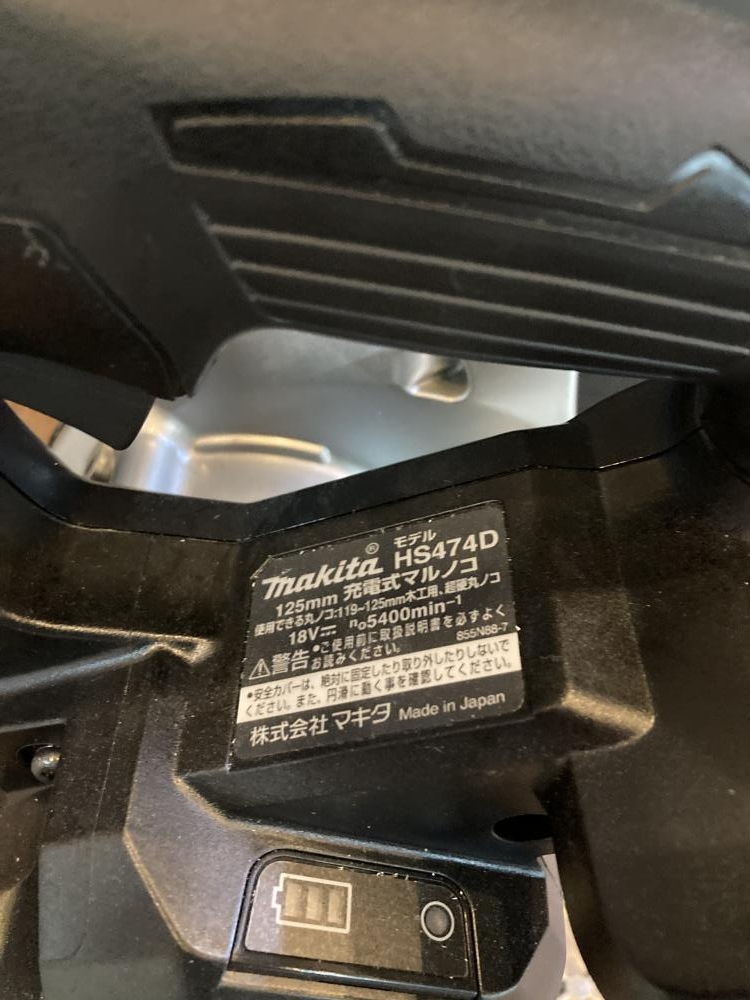 makita® モデル HS474D
125mm 充電式マルノコ
使用できる丸ノコ:119~125mm木工用、超硬丸ノコ
18V⎓ n₀5400min⁻¹
⚠警告 •ご使用前に取扱説明書を必ずよく
お読みください。 855N88-7
•安全カバーは、絶対に固定したり取り外したりしないで
ください。また、円滑に動く事を確認してください。
株式会社 マキタ Made in Japan